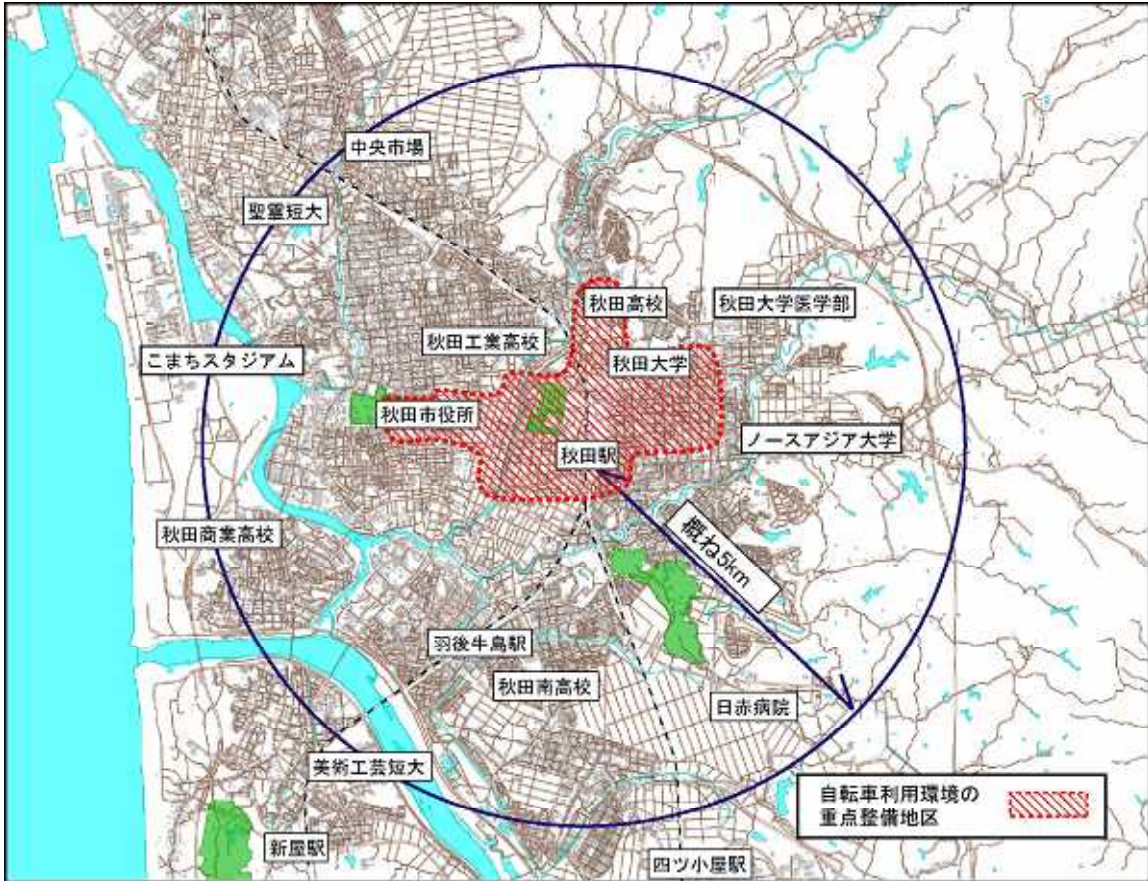 中央市場
聖霊短大
秋田高校
秋田大学医学部
秋田工業高校
秋田大学
こまちスタジアム
秋田市役所
ノースアジア大学
秋田駅
秋田商業高校
概ね5km
羽後牛島駅
秋田南高校
日赤病院
美術工芸短大
自転車利用環境の
重点整備地区
新屋駅
四ツ小屋駅